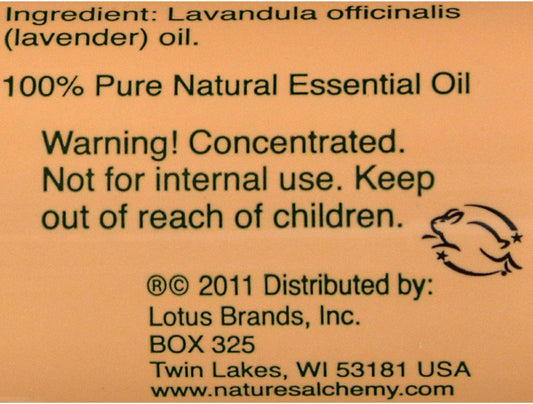 Ingredient: Lavandula officinalis
(lavender) oil.
100% Pure Natural Essential Oil
Warning! Concentrated.
Not for internal use. Keep
out of reach of children.
®© 2011 Distributed by:
Lotus Brands, Inc.
BOX 325
Twin Lakes, WI 53181 USA
www.naturesalchemy.com